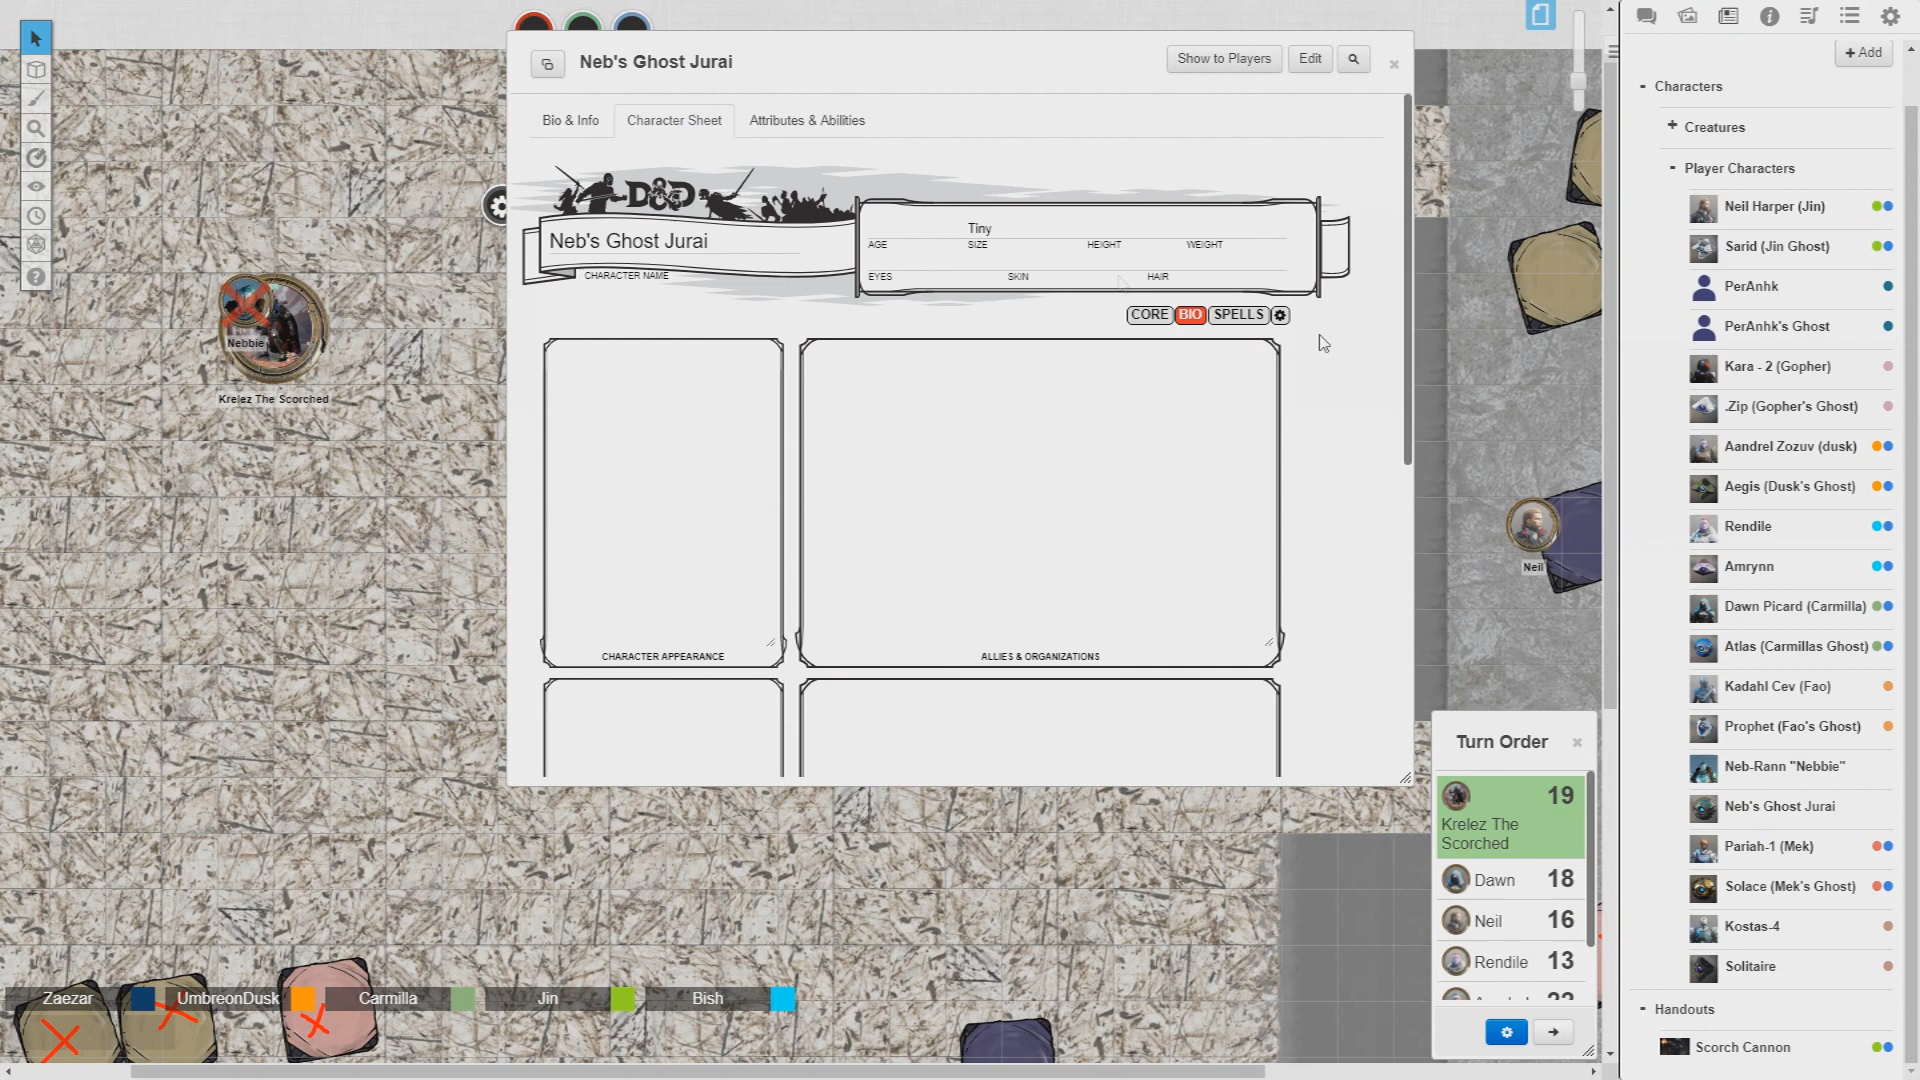 Neb's Ghost Jurai
Show to Players
Edit
Bio & Info
Character Sheet
Attributes & Abilities
D&D
Neb's Ghost Jurai
CHARACTER NAME
Tiny
AGE
SIZE
HEIGHT
WEIGHT
EYES
SKIN
HAIR
CORE
BIO
SPELLS
CHARACTER APPEARANCE
ALLIES & ORGANIZATIONS
Nebbie
Krelez The Scorched
Neil
Turn Order
19
Krelez The
Scorched
Dawn 18
Neil 16
Rendile 13
Zaezar
UmbreonDusk
Carmilla
Jin
Bish
+ Add
Characters
Creatures
Player Characters
Neil Harper (Jin)
Sarid (Jin Ghost)
PerAnhk
PerAnhk's Ghost
Kara - 2 (Gopher)
.Zip (Gopher's Ghost)
Aandrel Zozuv (dusk)
Aegis (Dusk's Ghost)
Rendile
Amrynn
Dawn Picard (Carmilla)
Atlas (Carmillas Ghost)
Kadahl Cev (Fao)
Prophet (Fao's Ghost)
Neb-Rann "Nebbie"
Neb's Ghost Jurai
Pariah-1 (Mek)
Solace (Mek's Ghost)
Kostas-4
Solitaire
Handouts
Scorch Cannon